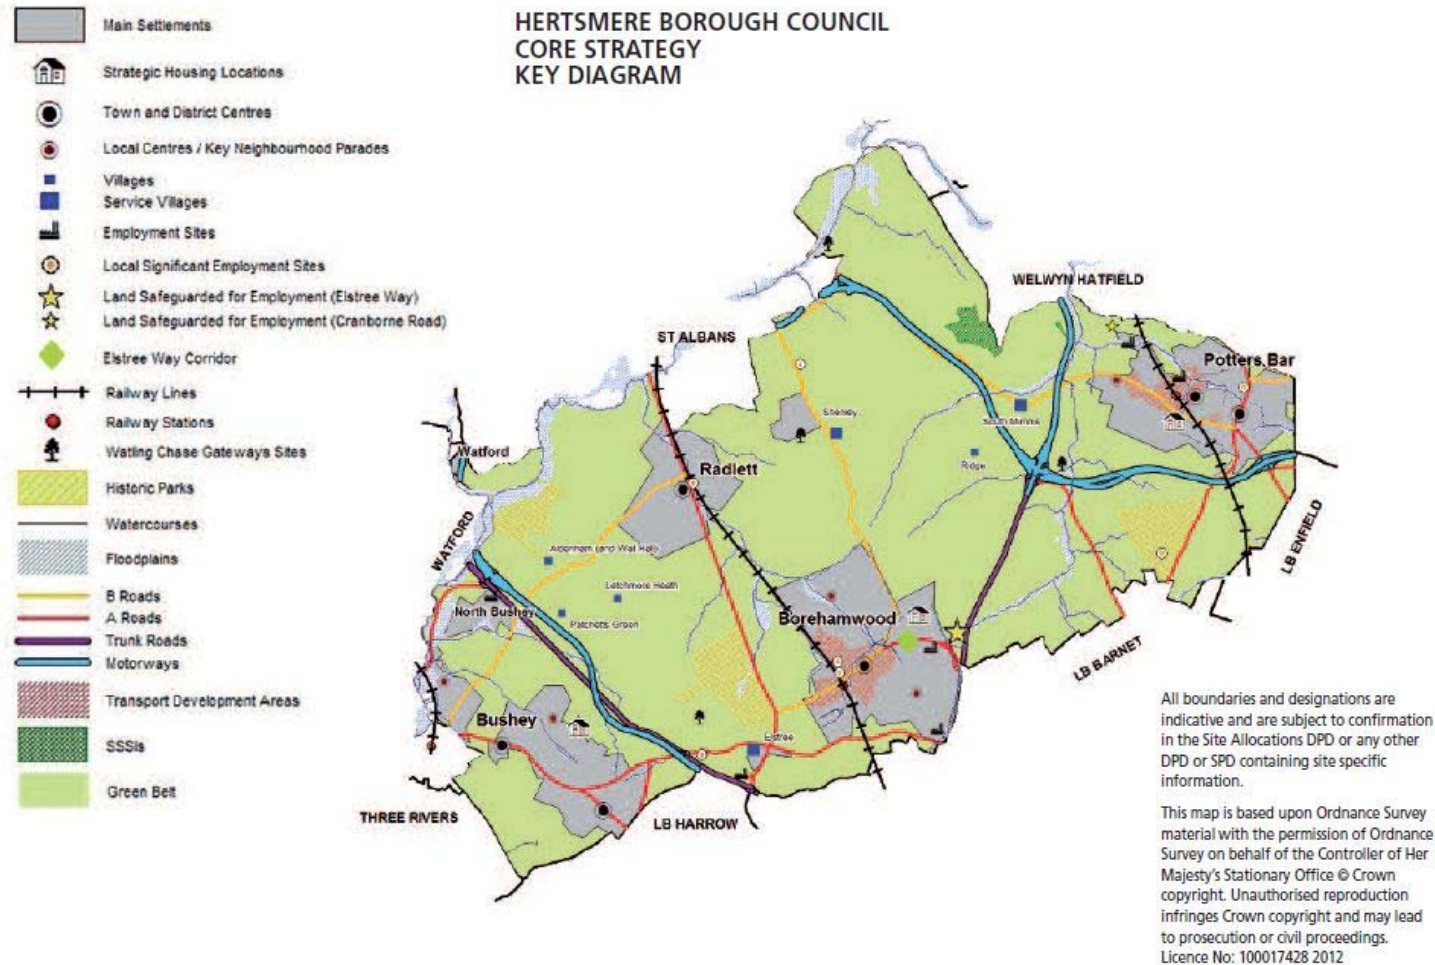 HERTSMERE BOROUGH COUNCIL
CORE STRATEGY
KEY DIAGRAM
Main Settlements
Strategic Housing Locations
Town and District Centres
Local Centres / Key Neighbourhood Parades
Villages
Service Villages
Employment Sites
Local Significant Employment Sites
Land Safeguarded for Employment (Elstree Way)
Land Safeguarded for Employment (Cranborne Road)
Elstree Way Corridor
Railway Lines
Railway Stations
Watling Chase Gateways Sites
Historic Parks
Watercourses
Floodplains
B Roads
A Roads
Trunk Roads
Motorways
Transport Development Areas
SSSIs
Green Belt
WELWYN HATFIELD
ST ALBANS
Potters Bar
Shenley
South Mimms
Ridge
Watford
Radlett
WATFORD
LB ENFIELD
Aldenham (and Wall Hall)
Letchmore Heath
Patchetts Green
North Bushey
Borehamwood
LB BARNET
Bushey
Elstree
THREE RIVERS
LB HARROW
All boundaries and designations are
indicative and are subject to confirmation
in the Site Allocations DPD or any other
DPD or SPD containing site specific
information.
This map is based upon Ordnance Survey
material with the permission of Ordnance
Survey on behalf of the Controller of Her
Majesty's Stationary Office © Crown
copyright. Unauthorised reproduction
infringes Crown copyright and may lead
to prosecution or civil proceedings.
Licence No: 100017428 2012